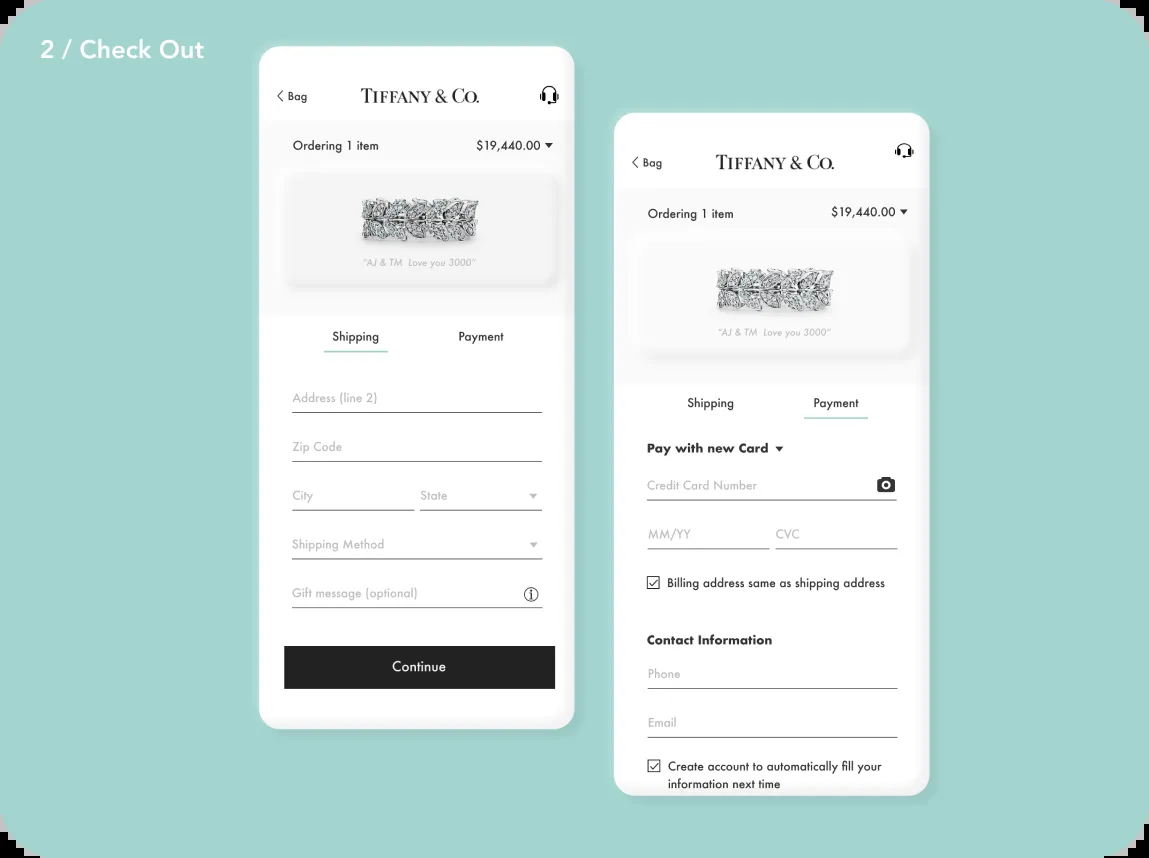 2 / Check Out
Bag
TIFFANY & CO.
Ordering 1 item
$19,440.00
"AJ & TM Love you 3000"
Shipping
Payment
Address (line 2)
Zip Code
City
State
Shipping Method
Gift message (optional)
Continue
Bag
TIFFANY & CO.
Ordering 1 item
$19,440.00
"AJ & TM Love you 3000"
Shipping
Payment
Pay with new Card
Credit Card Number
MM/YY
CVC
Billing address same as shipping address
Contact Information
Phone
Email
Create account to automatically fill your
information next time